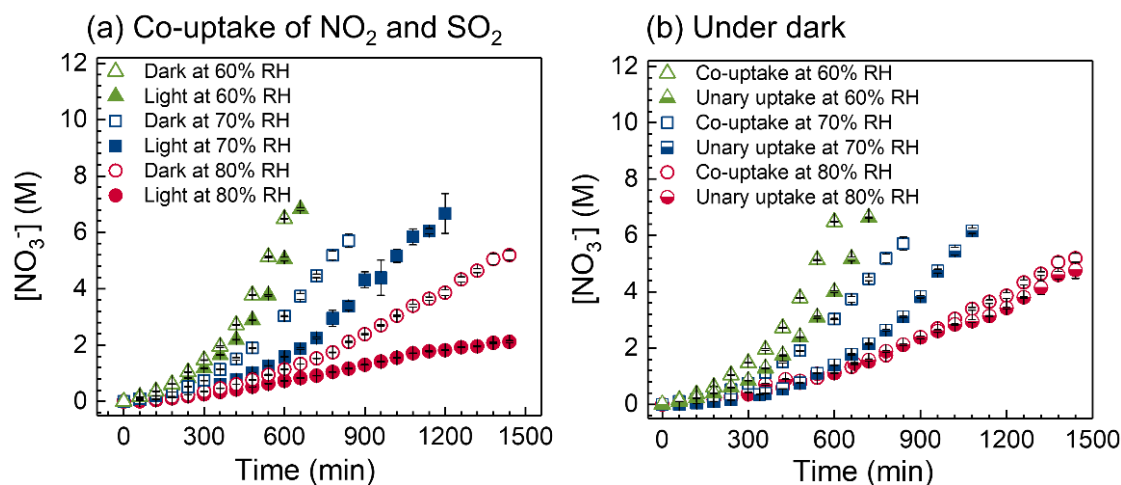 (a) Co-uptake of NO₂ and SO₂
12
10
8
6
4
2
0
[NO₃⁻] (M)
Dark at 60% RH
Light at 60% RH
Dark at 70% RH
Light at 70% RH
Dark at 80% RH
Light at 80% RH
0 300 600 900 1200 1500
Time (min)
(b) Under dark
12
10
8
6
4
2
0
[NO₃⁻] (M)
Co-uptake at 60% RH
Unary uptake at 60% RH
Co-uptake at 70% RH
Unary uptake at 70% RH
Co-uptake at 80% RH
Unary uptake at 80% RH
0 300 600 900 1200 1500
Time (min)